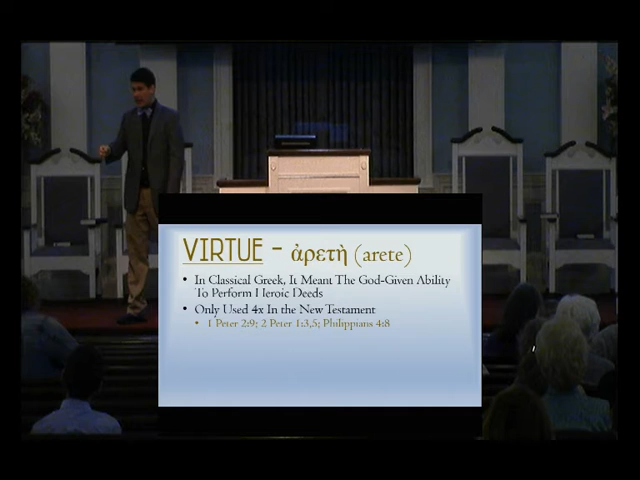 VIRTUE - ἀρετὴ (arete)
• In Classical Greek, It Meant The God-Given Ability
To Perform Heroic Deeds
• Only Used 4x In the New Testament
• 1 Peter 2:9; 2 Peter 1:3,5; Philippians 4:8